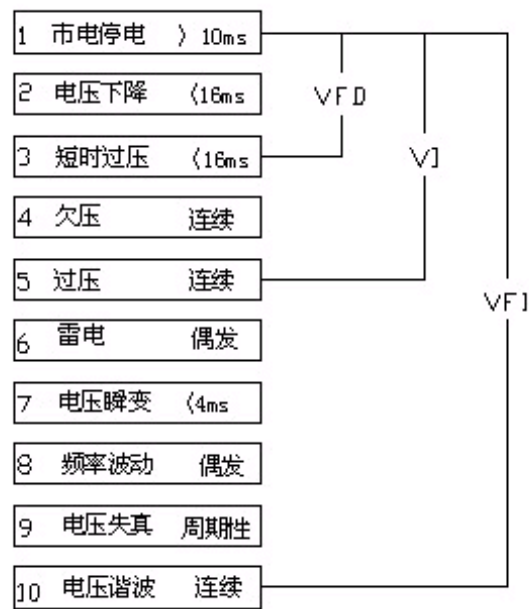 1 市电停电 〉10ms
2 电压下降 〈16ms
VFD
3 短时过压 〈16ms
VI
4 欠压 连续
5 过压 连续
VFI
6 雷电 偶发
7 电压瞬变 〈4ms
8 频率波动 偶发
9 电压失真 周期性
10 电压谐波 连续